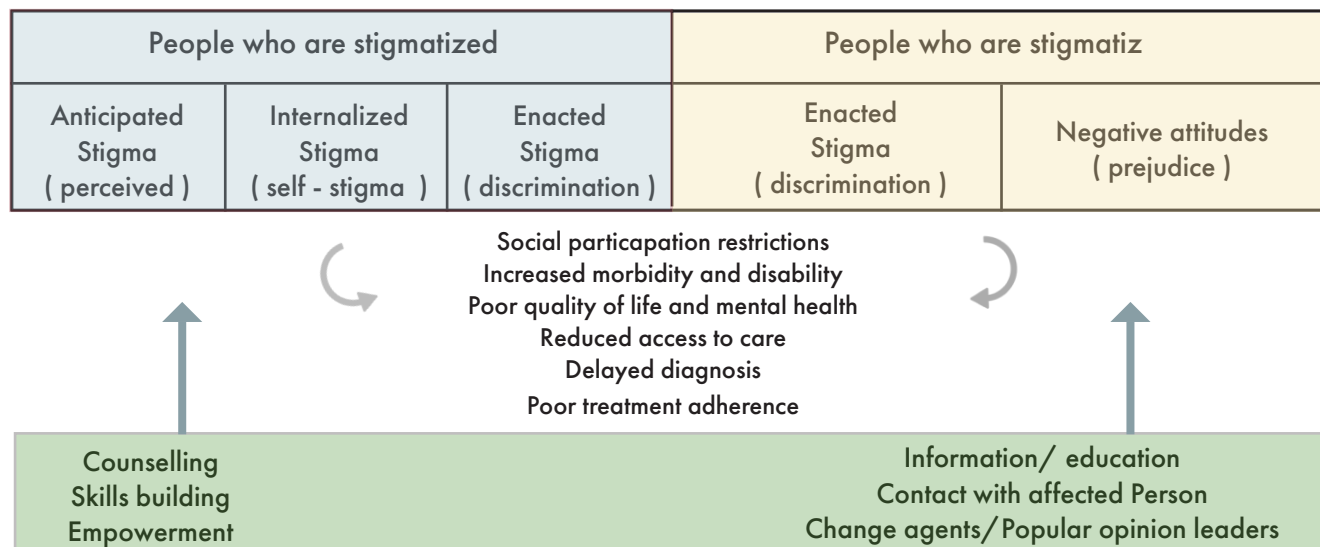 People who are stigmatized
People who are stigmatiz
Anticipated
Stigma
( perceived )
Internalized
Stigma
( self - stigma )
Enacted
Stigma
( discrimination )
Enacted
Stigma
( discrimination )
Negative attitudes
( prejudice )
Social particapation restrictions
Increased morbidity and disability
Poor quality of life and mental health
Reduced access to care
Delayed diagnosis
Poor treatment adherence
Counselling
Skills building
Empowerment
Information/ education
Contact with affected Person
Change agents/Popular opinion leaders